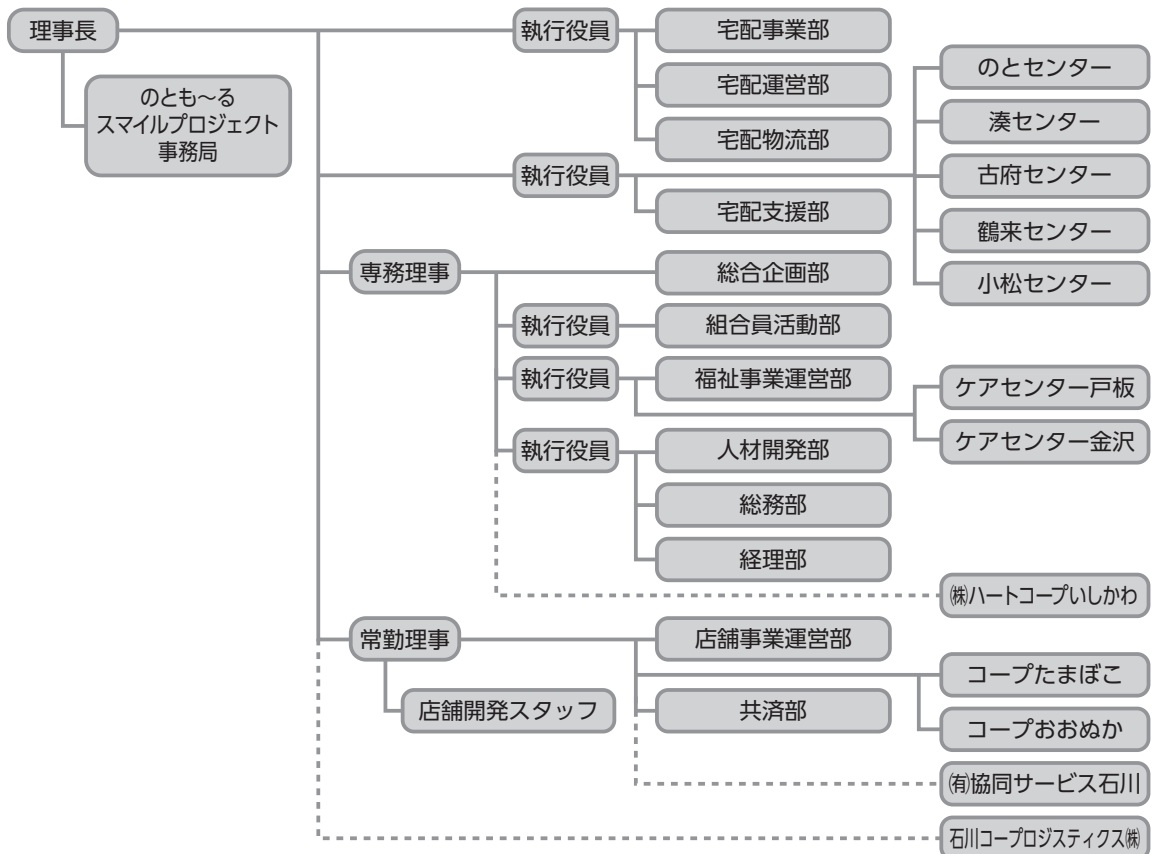 理事長
のとも～る
スマイルプロジェクト
事務局
執行役員
宅配事業部
宅配運営部
宅配物流部
執行役員
宅配支援部
のとセンター
湊センター
古府センター
鶴来センター
小松センター
専務理事
総合企画部
執行役員
組合員活動部
執行役員
福祉事業運営部
ケアセンター戸板
ケアセンター金沢
執行役員
人材開発部
総務部
経理部
㈱ハートコープいしかわ
常勤理事
店舗開発スタッフ
店舗事業運営部
共済部
コープたまぼこ
コープおおぬか
㈲協同サービス石川
石川コープロジスティクス㈱